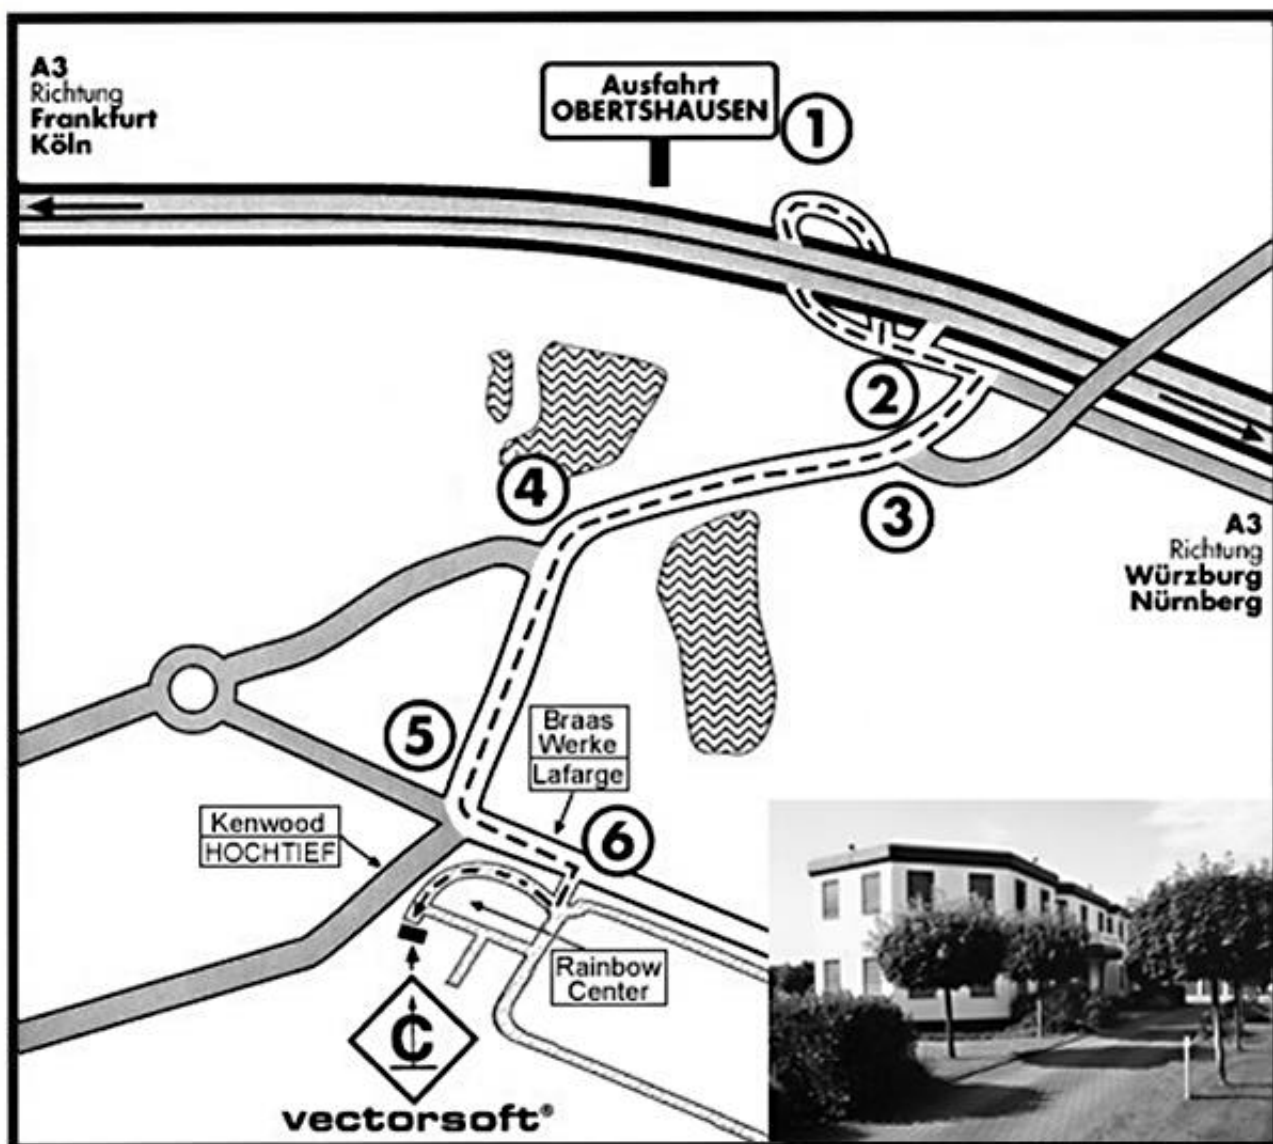 A3
Richtung
Frankfurt
Köln
Ausfahrt
OBERTSHAUSEN
1
2
3
4
A3
Richtung
Würzburg
Nürnberg
5
Braas
Werke
Lafarge
Kenwood
HOCHTIEF
6
Rainbow
Center
C
vectorsoft®